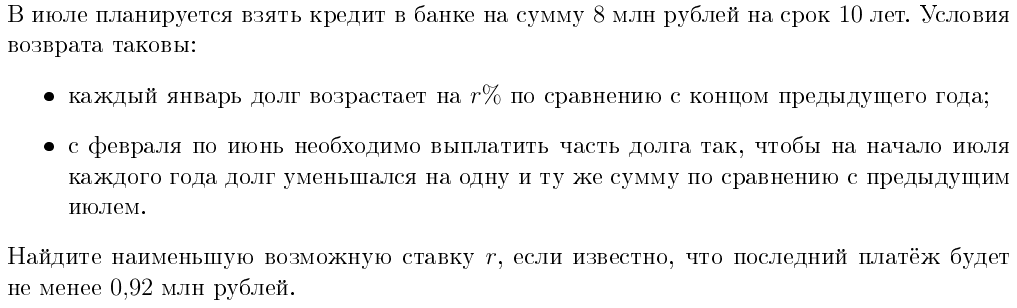 В июле планируется взять кредит в банке на сумму 8 млн рублей на срок 10 лет. Условия
возврата таковы:
• каждый январь долг возрастает на r% по сравнению с концом предыдущего года;
• с февраля по июнь необходимо выплатить часть долга так, чтобы на начало июля
каждого года долг уменьшался на одну и ту же сумму по сравнению с предыдущим
июлем.
Найдите наименьшую возможную ставку r, если известно, что последний платёж будет
не менее 0,92 млн рублей.